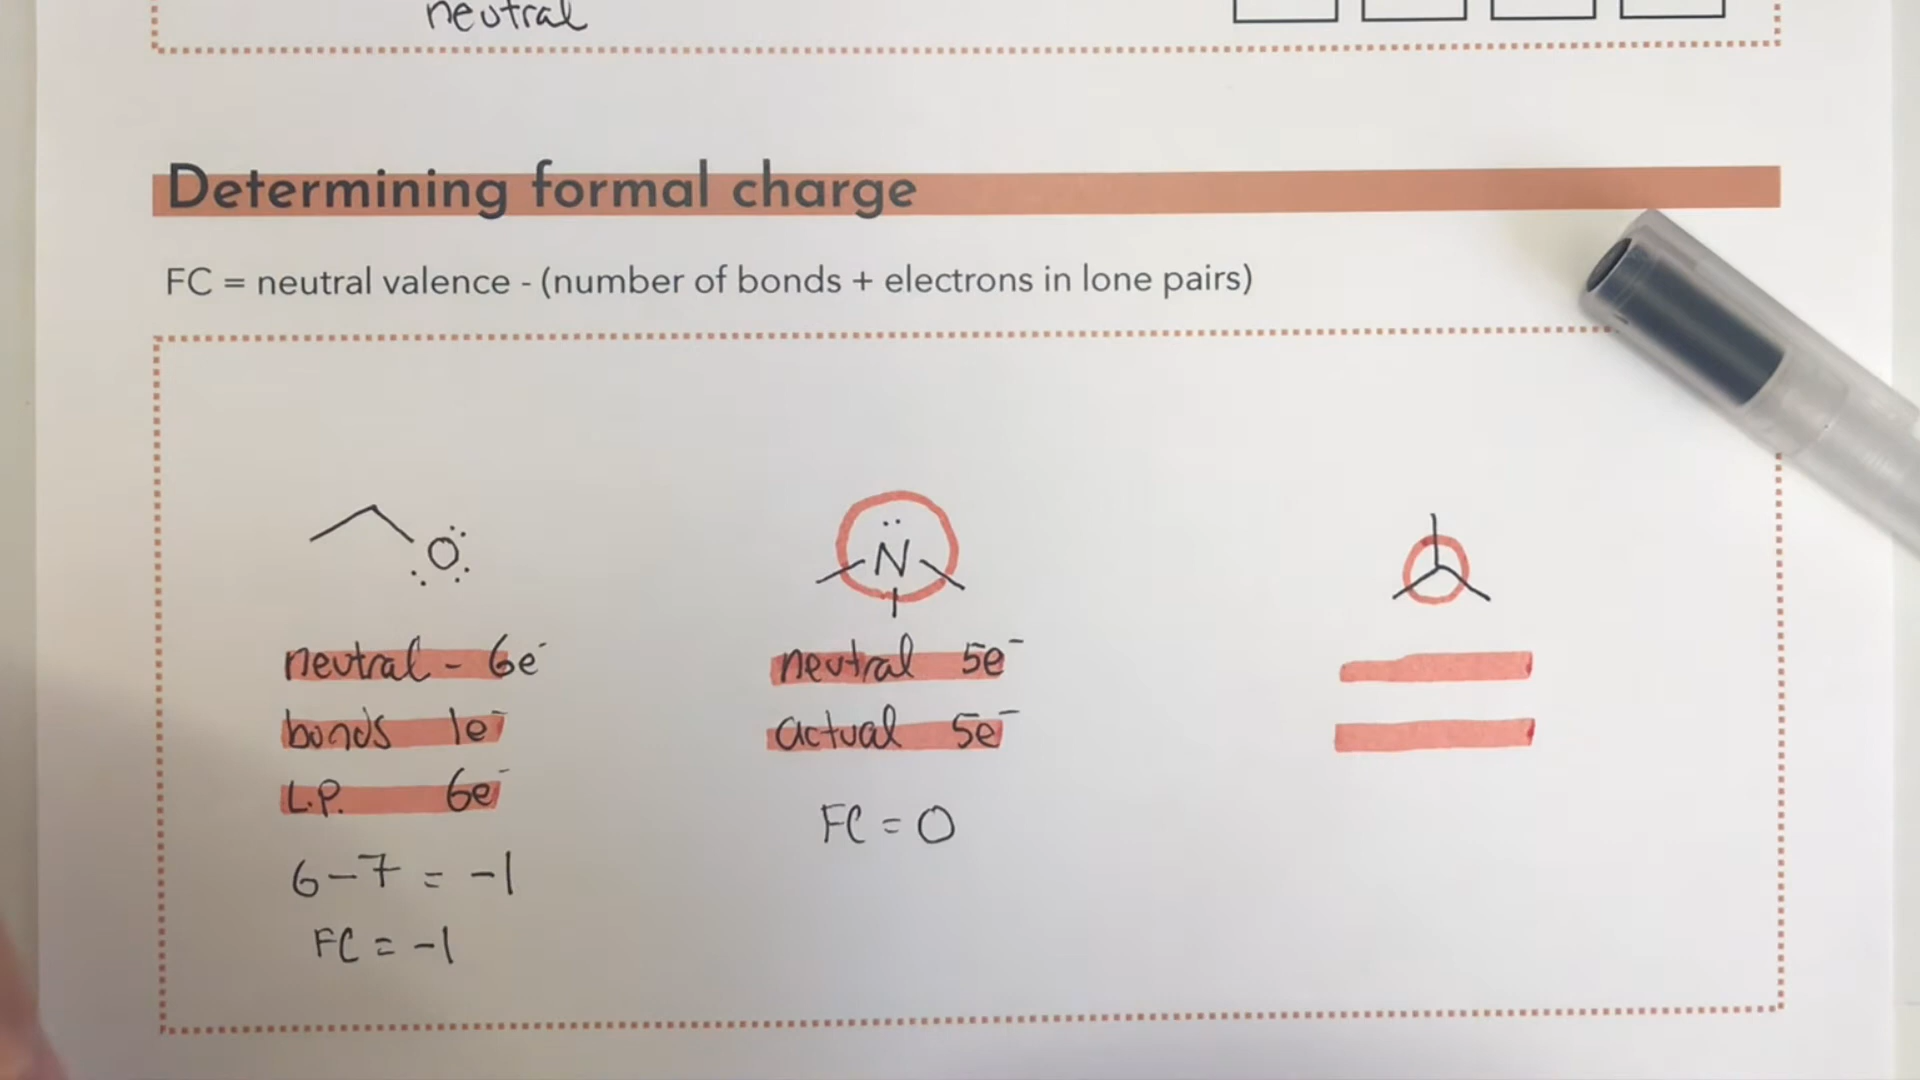 neutral
Determining formal charge
FC = neutral valence - (number of bonds + electrons in lone pairs)
O
neutral - 6e⁻
bonds 1e⁻
L.P. 6e⁻
6-7 = -1
FC = -1
N
neutral 5e⁻
actual 5e⁻
FC = 0